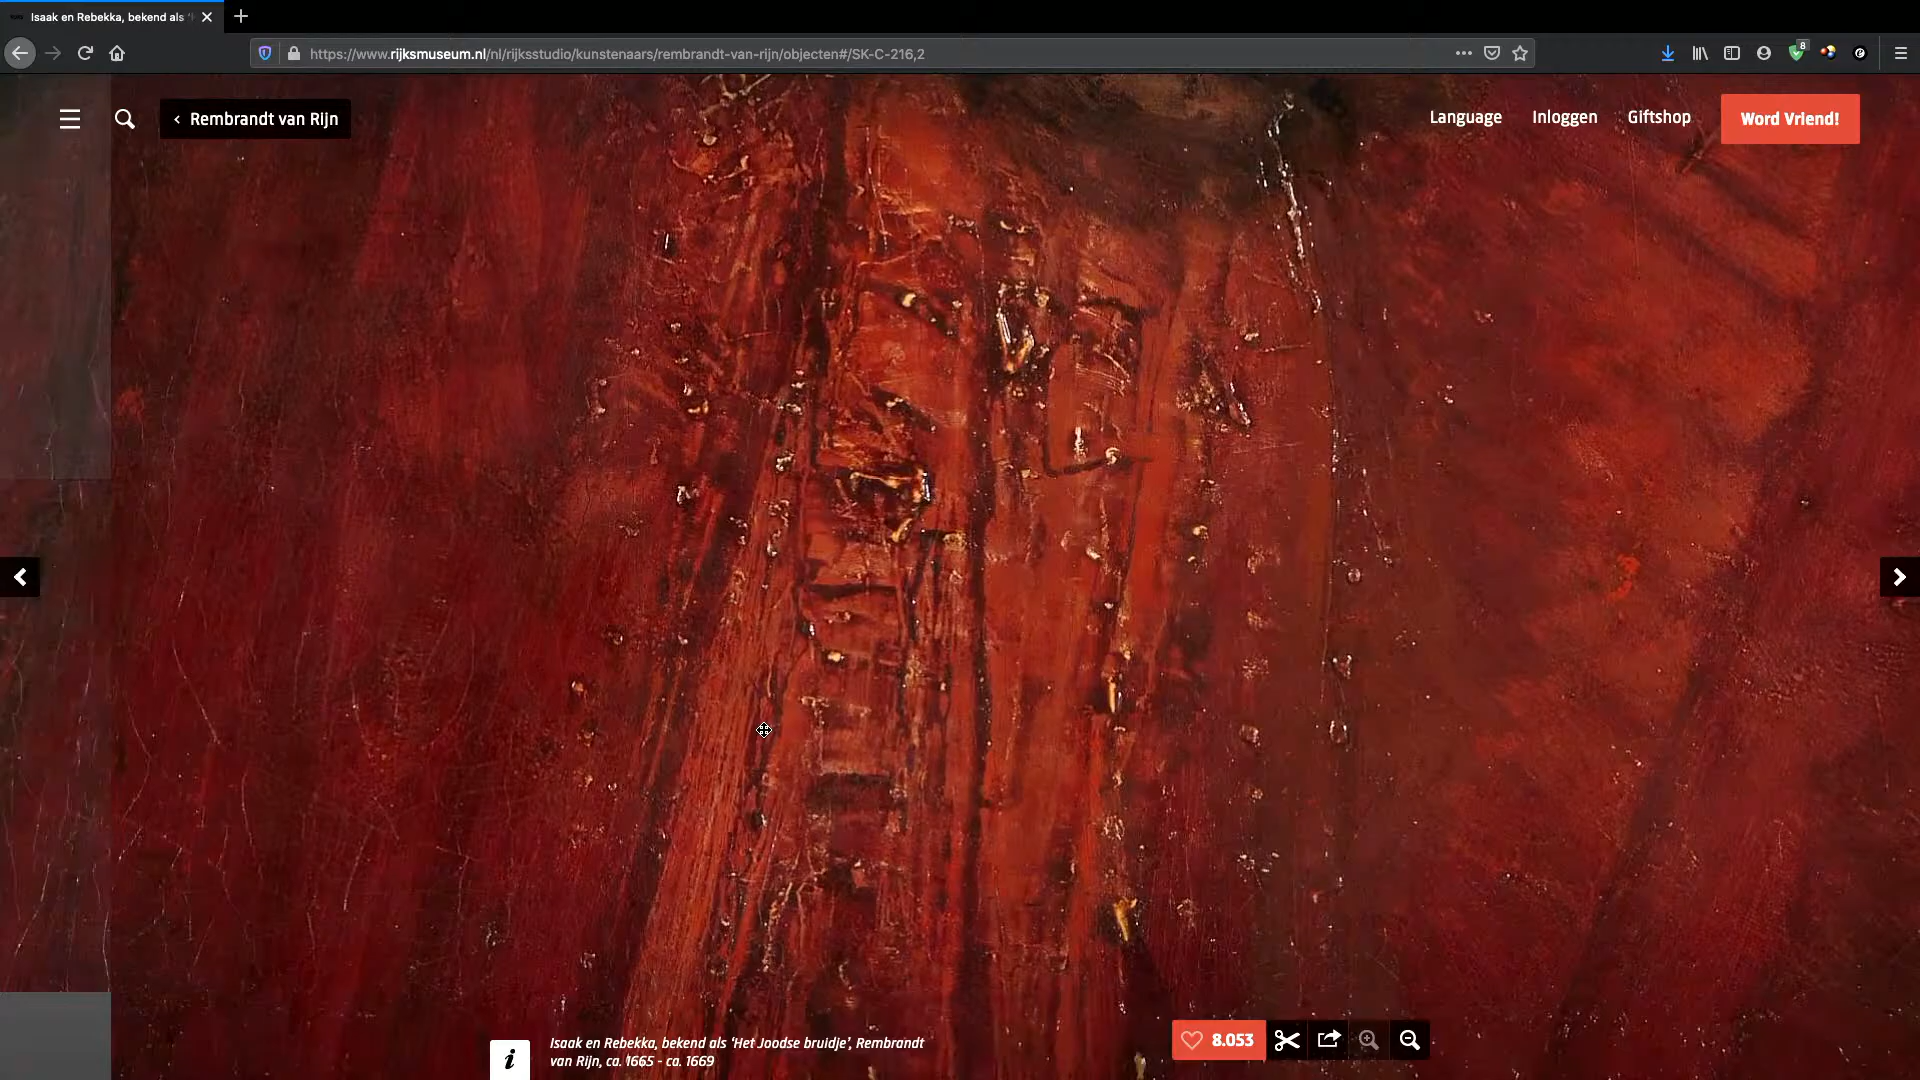 Isaak en Rebekka, bekend als '
https://www.rijksmuseum.nl/nl/rijksstudio/kunstenaars/rembrandt-van-rijn/objecten#/SK-C-216,2
8
Rembrandt van Rijn
Language
Inloggen
Giftshop
Word Vriend!
i
Isaak en Rebekka, bekend als 'Het Joodse bruidje', Rembrandt
van Rijn, ca. 1665 - ca. 1669
8.053